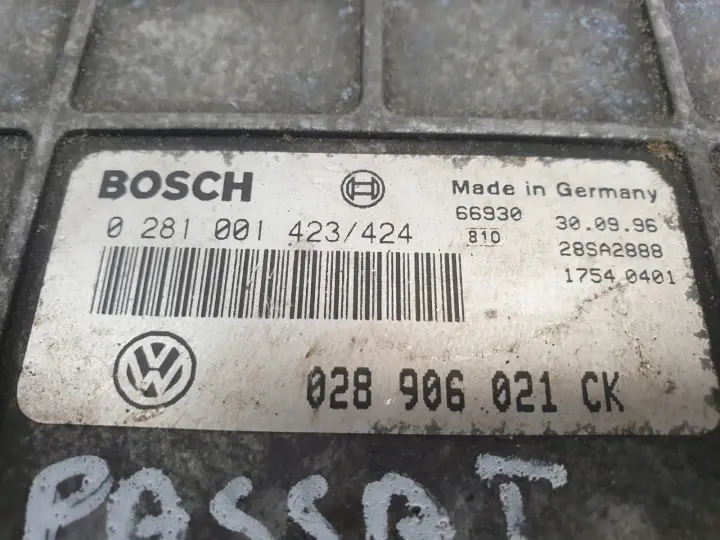 BOSCH
Made in Germany
0 281 001 423/424
66930 30.09.96
810 28SA2888
1754 0401
028 906 021 CK
PASSAT